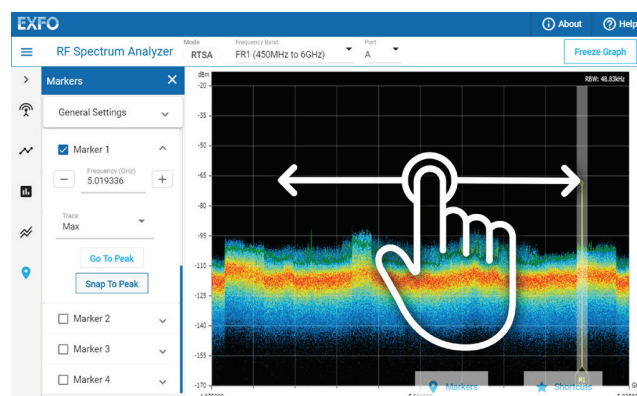 EXFO
About
Help
RF Spectrum Analyzer
Mode
RTSA
Frequency Band
FR1 (450MHz to 6GHz)
Port
A
Freeze Graph
Markers
General Settings
Marker 1
Frequency (GHz)
5.019336
Trace
Max
Go To Peak
Snap To Peak
Marker 2
Marker 3
Marker 4
dBm
-20
-35
-50
-65
-80
-95
-110
-125
-140
-155
-170
RBW: 48.83kHz
M1
Markers
Shortcuts